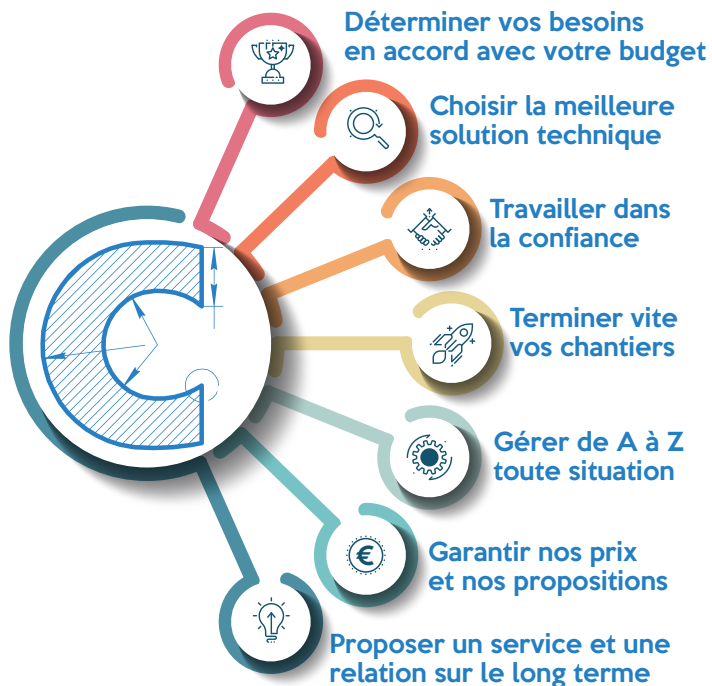 Déterminer vos besoins
en accord avec votre budget
Choisir la meilleure
solution technique
Travailler dans
la confiance
Terminer vite
vos chantiers
Gérer de A à Z
toute situation
Garantir nos prix
et nos propositions
Proposer un service et une
relation sur le long terme